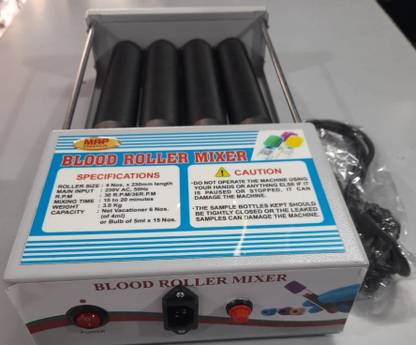 MRP
BLOOD ROLLER MIXER
SPECIFICATIONS
ROLLER SIZE : 4 Nos. x 230mm length
MAIN INPUT : 230V AC, 50Hz
R.P.M : 30 R.P.M/36R.P.M
MIXING TIME : 15 to 20 minutes
WEIGHT : 3.0 Kg
CAPACITY : Net Vacationer 6 Nos.
(of 4ml)
or Bulb of 5ml x 15 Nos.
CAUTION
•DO NOT OPERATE THE MACHINE USING
YOUR HANDS OR ANYTHING ELSE IF IT
IS PAUSED OR STOPPED, IT CAN
DAMAGE THE MACHINE.
•THE SAMPLE BOTTLES KEPT SHOULD
BE TIGHTLY CLOSED OR THE LEAKED
SAMPLES CAN DAMAGE THE MACHINE.
BLOOD ROLLER MIXER
POWER